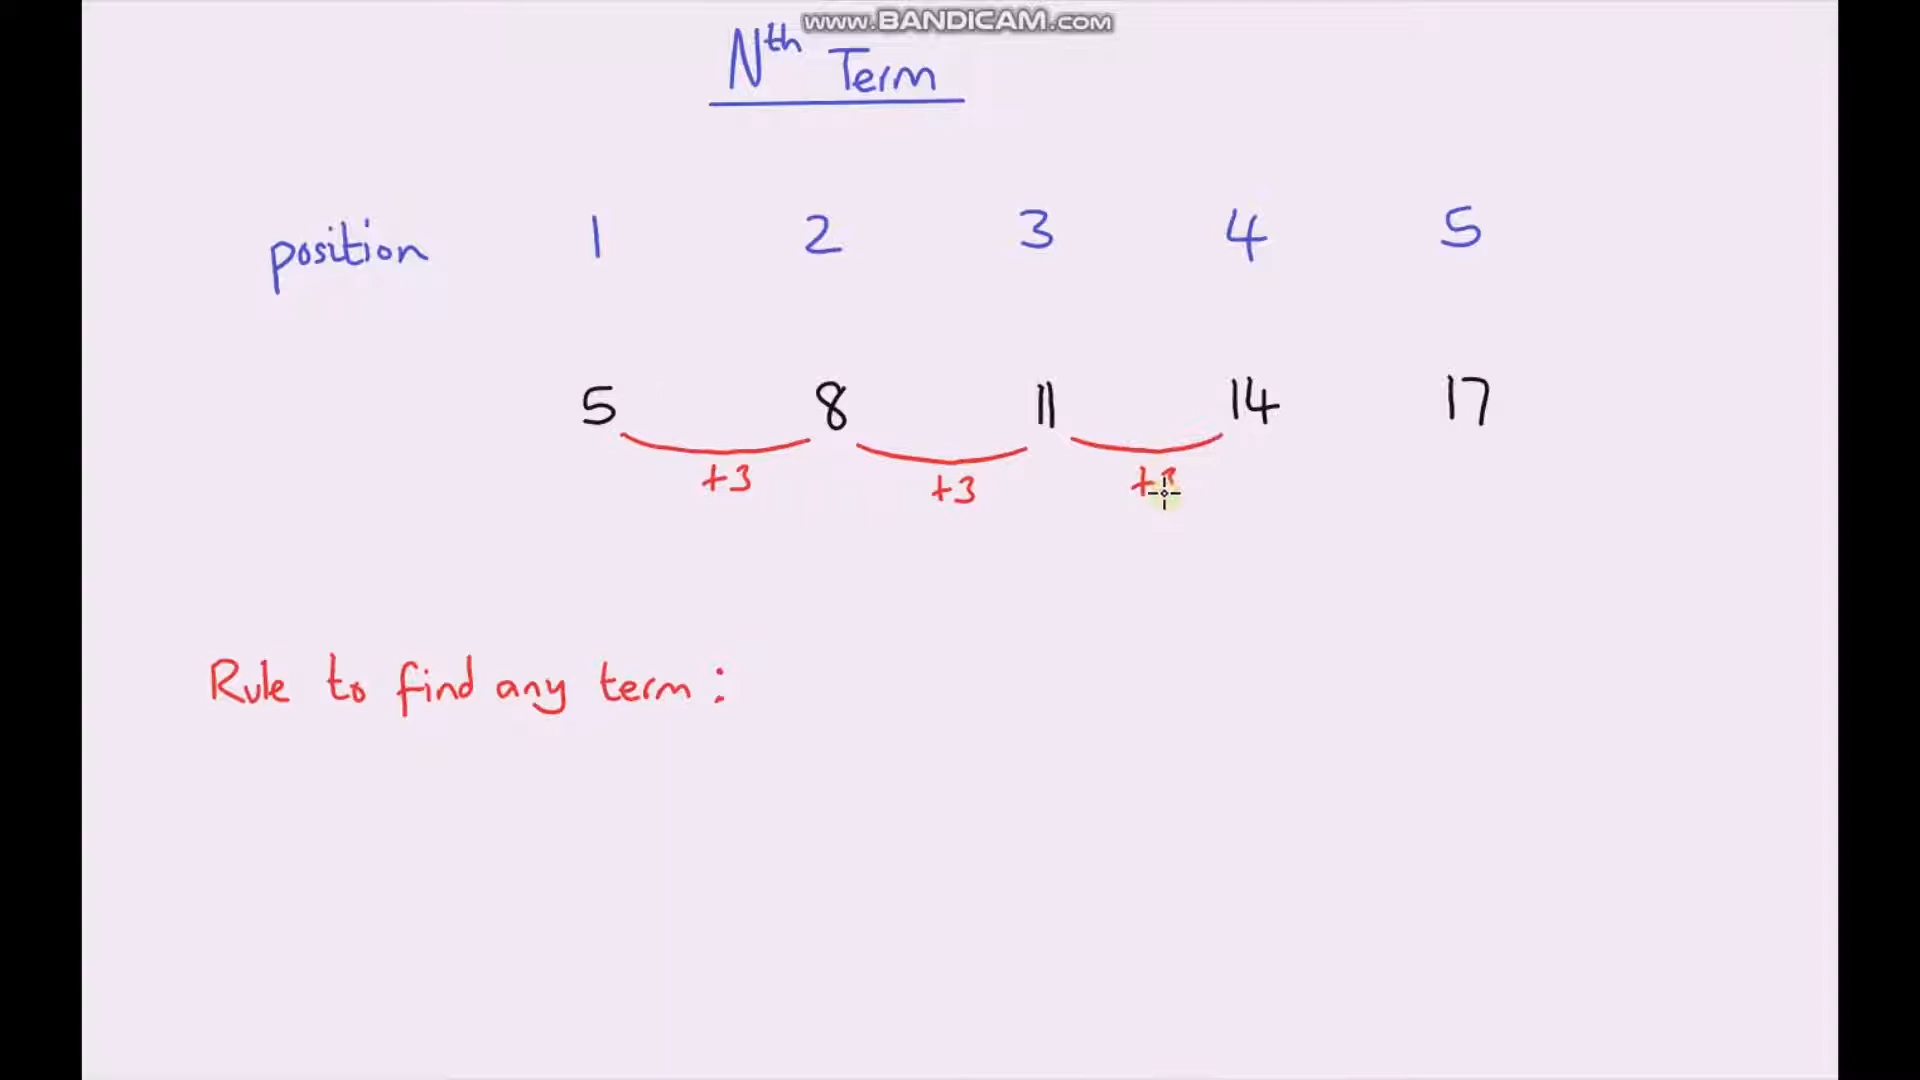 www.BANDICAM.com
Nth Term
position 1 2 3 4 5
5 8 11 14 17
+3 +3 +3
Rule to find any term: